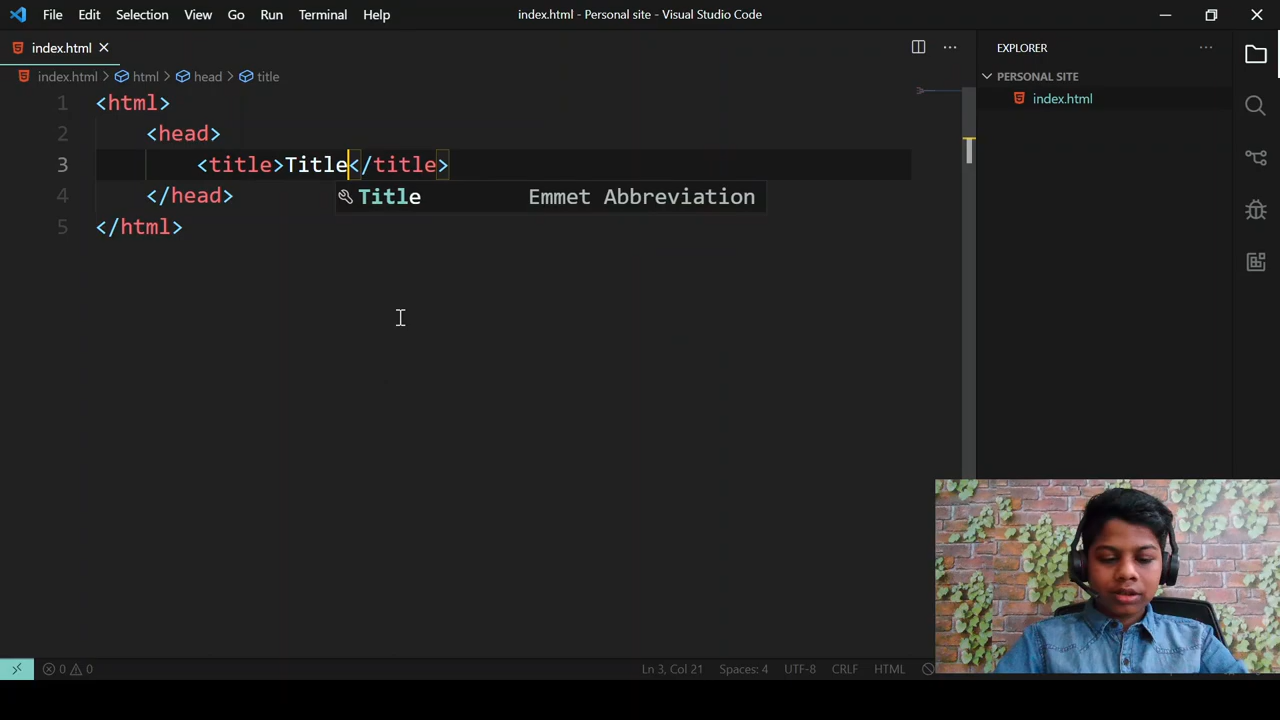 File Edit Selection View Go Run Terminal Help index.html - Personal site - Visual Studio Code
index.html
index.html > html > head > title
1 <html>
2 <head>
3 <title>Title</title>
4 </head>
5 </html>
Title Emmet Abbreviation
EXPLORER
PERSONAL SITE
index.html
0 0 Ln 3, Col 21 Spaces: 4 UTF-8 CRLF HTML